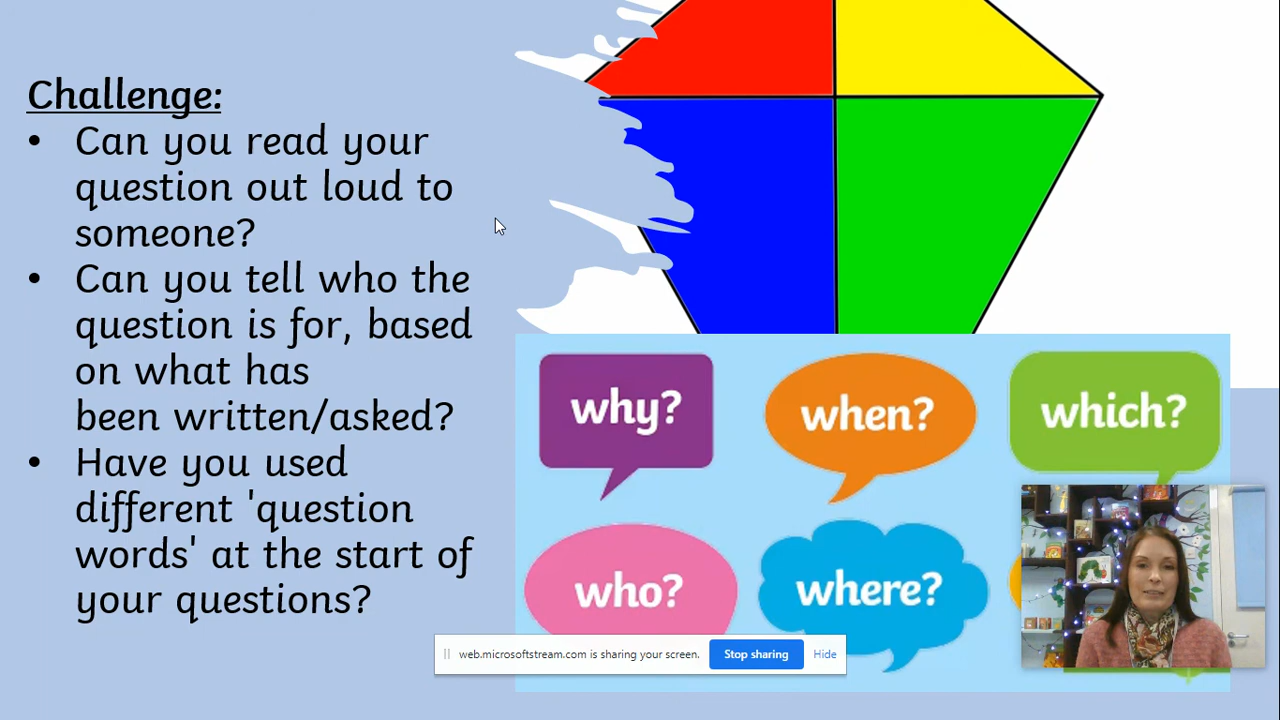 Challenge:
• Can you read your
question out loud to
someone?
• Can you tell who the
question is for, based
on what has
been written/asked?
• Have you used
different 'question
words' at the start of
your questions?
why?
when?
which?
who?
where?
web.microsoftstream.com is sharing your screen.
Stop sharing
Hide